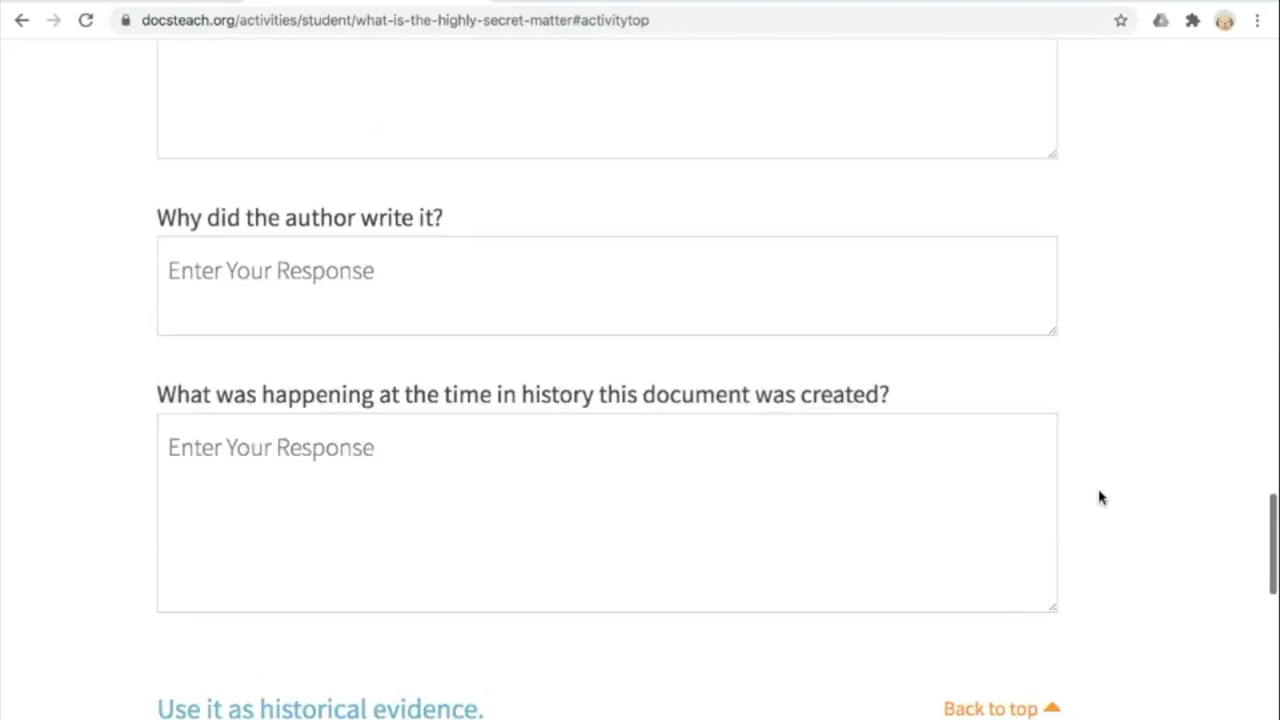 docsteach.org/activities/student/what-is-the-highly-secret-matter#activitytop
Why did the author write it?
Enter Your Response
What was happening at the time in history this document was created?
Enter Your Response
Use it as historical evidence.
Back to top